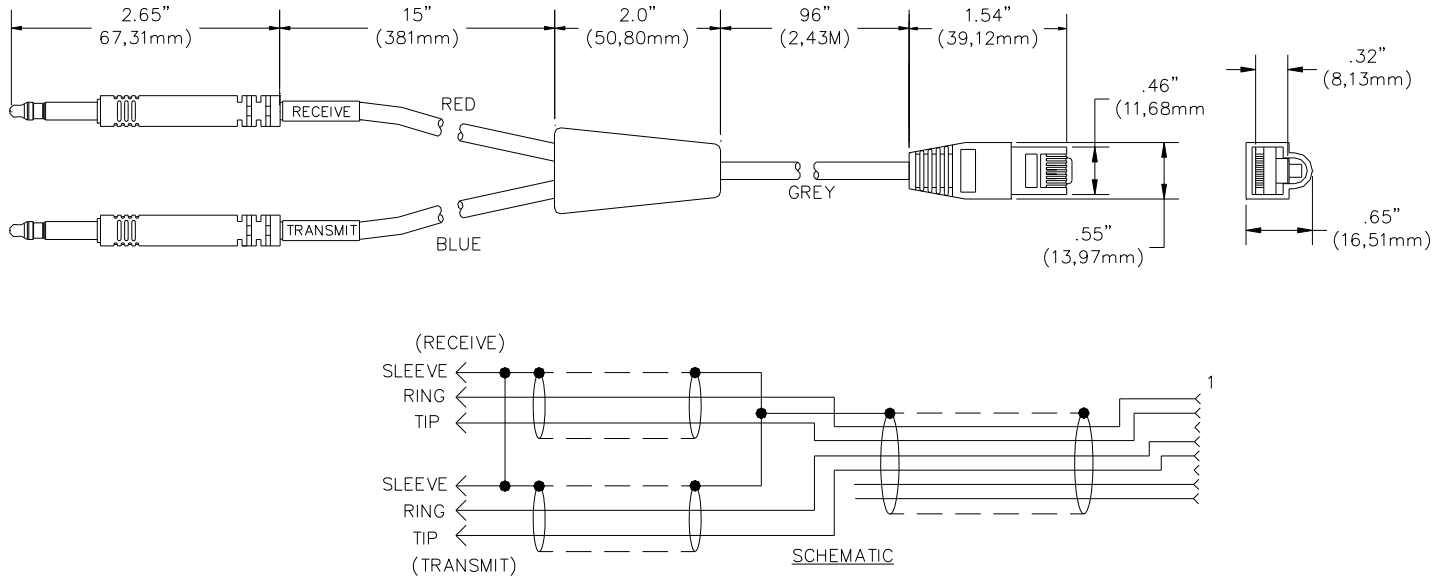 2.65"
67,31mm
15"
(381mm)
2.0"
(50,80mm)
96"
(2,43M)
1.54"
(39,12mm)
.32"
(8,13mm)
.46"
(11,68mm
RECEIVE
RED
GREY
TRANSMIT
BLUE
.55"
(13,97mm)
.65"
(16,51mm)
(RECEIVE)
SLEEVE
RING
TIP
1
SLEEVE
RING
TIP
(TRANSMIT)
SCHEMATIC